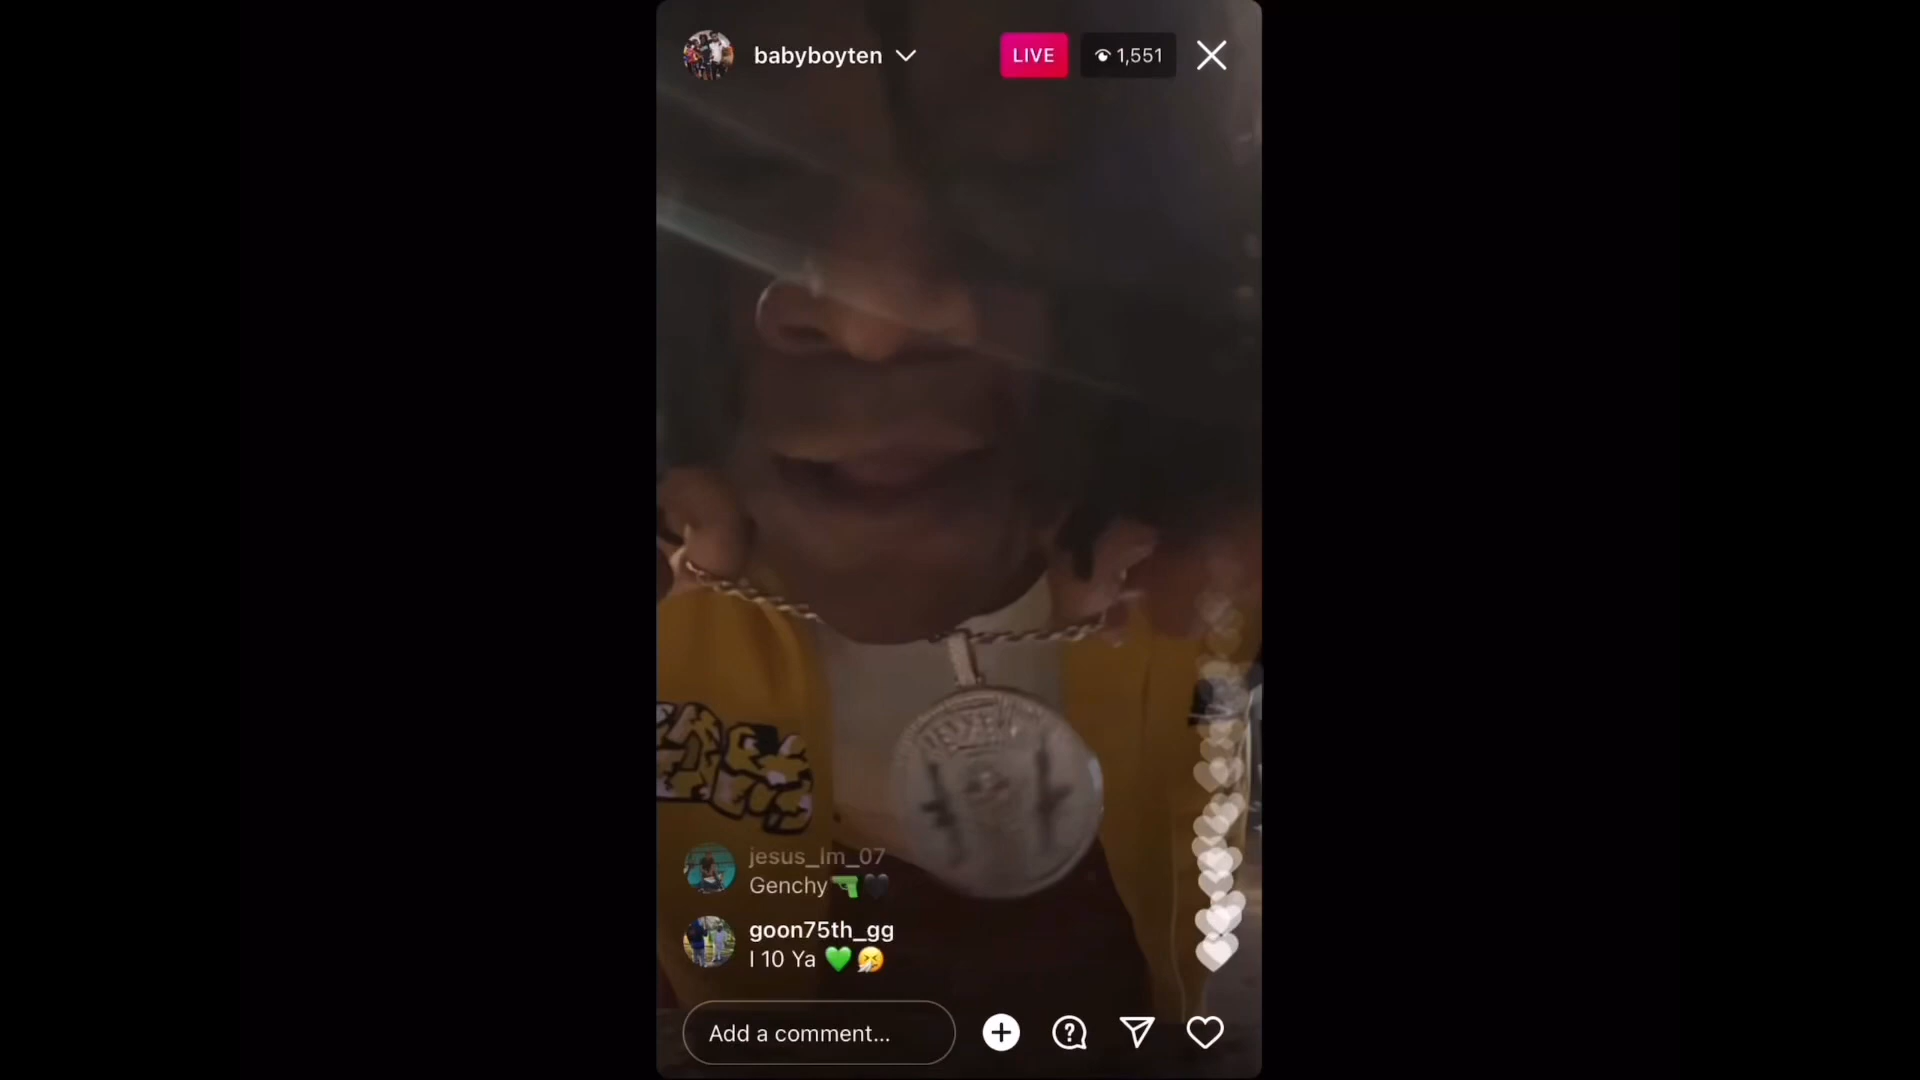 babyboyten
LIVE
1,551
jesus_lm_07
Genchy🔫🖤
goon75th_gg
I 10 Ya 💚🤧
Add a comment...